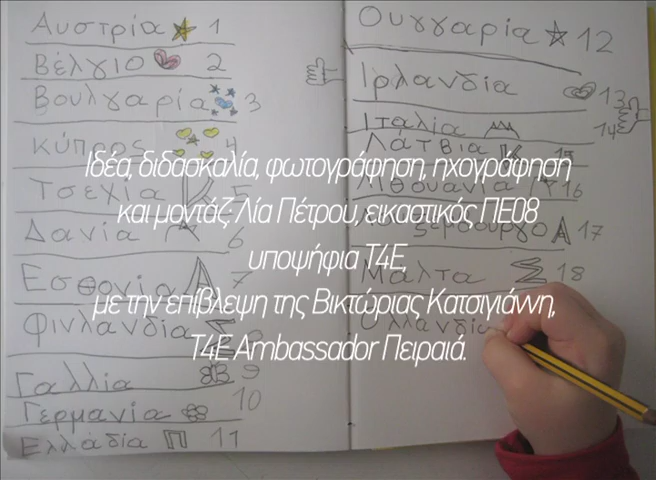 Αυστρία 1
Βέλγιο 2
Βουλγαρία 3
Κύπρος 4
Τσεχία 5
Δανία 6
Εσθονία 7
Φινλανδία
Γαλλία 9
Γερμανία 10
Ελλάδα 11
Ουγγαρία 12
Ιρλανδία 13
Ιταλία 14
Λατβία 15
Λιθουανία 16
17
Μάλτα 18
Ολλανδία
Ιδέα, διδασκαλία, φωτογράφηση, ηχογράφηση
και μοντάζ: Λία Πέτρου, εικαστικός ΠΕ08
υποψήφια T4E,
με την επίβλεψη της Βικτώριας Κατσιγιάννη,
T4E Ambassador Πειραιά.